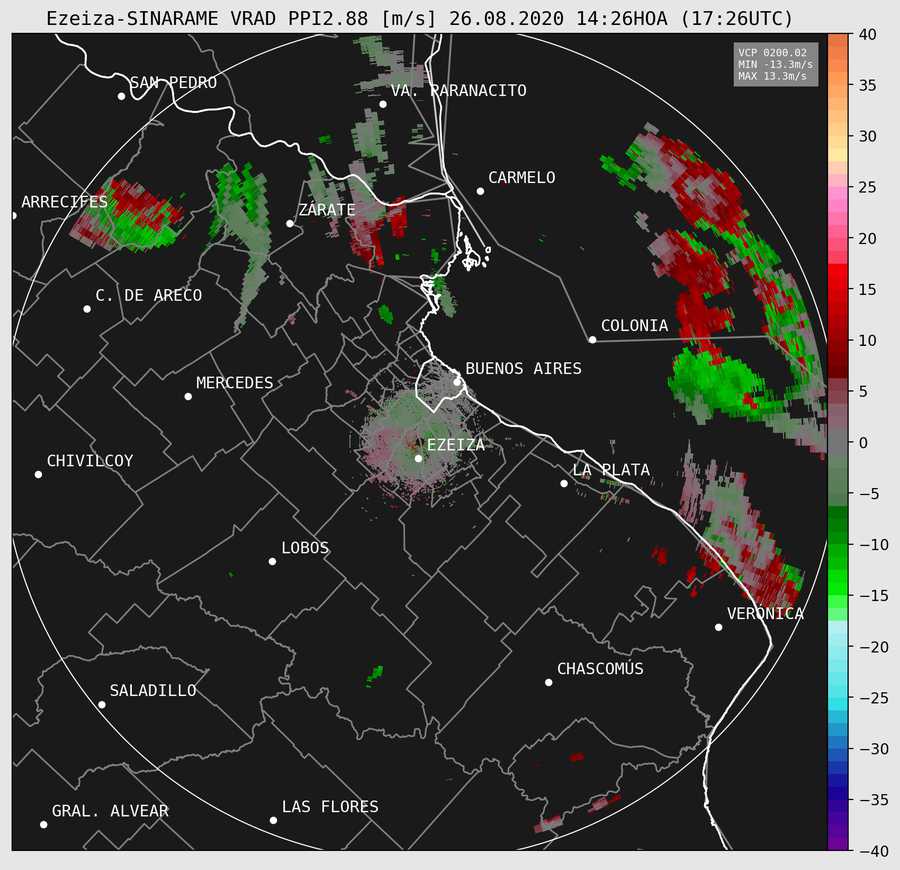 Ezeiza-SINARAME VRAD PPI2.88 [m/s] 26.08.2020 14:26HOA (17:26UTC)
VCP 0200.02
MIN -13.3m/s
MAX 13.3m/s
40
35
30
25
20
15
10
5
0
−5
−10
−15
−20
−25
−30
−35
−40
SAN PEDRO
VA. PARANACITO
CARMELO
ARRECIFES
ZÁRATE
C. DE ARECO
COLONIA
BUENOS AIRES
MERCEDES
EZEIZA
CHIVILCOY
LA PLATA
LOBOS
VERÓNICA
CHASCOMÚS
SALADILLO
GRAL. ALVEAR
LAS FLORES